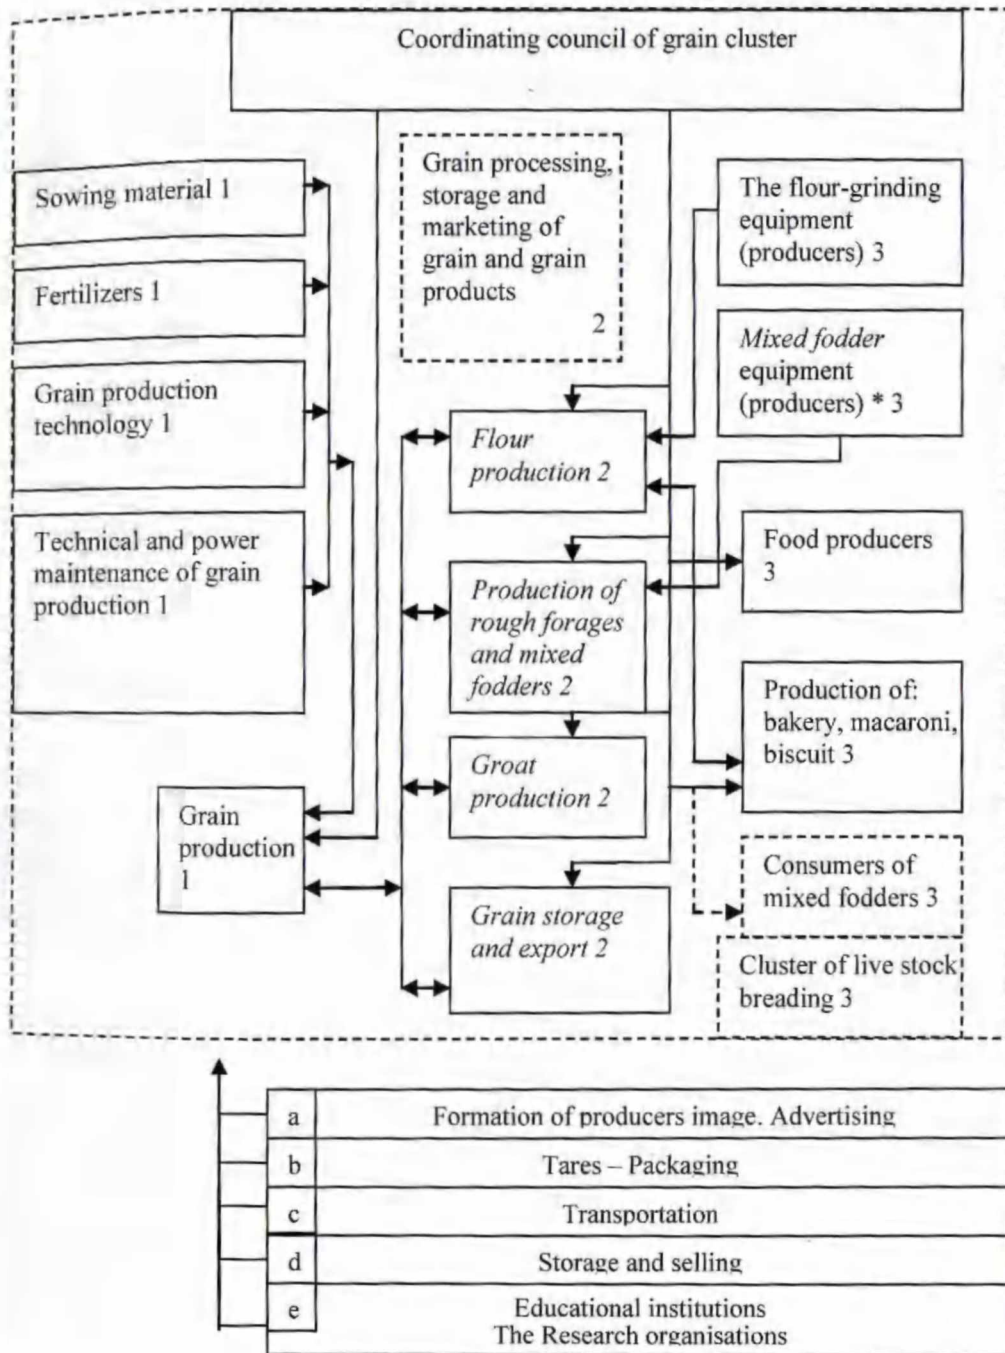 Coordinating council of grain cluster
Sowing material 1
Fertilizers 1
Grain production
technology 1
Technical and power
maintenance of grain
production 1
Grain
production
1
Grain processing,
storage and
marketing of
grain and grain
products
2
Flour
production 2
Production of
rough forages
and mixed
fodders 2
Groat
production 2
Grain storage
and export 2
The flour-grinding
equipment
(producers) 3
Mixed fodder
equipment
(producers) * 3
Food producers
3
Production of:
bakery, macaroni,
biscuit 3
Consumers of
mixed fodders 3
Cluster of live stock
breading 3
a Formation of producers image. Advertising
b Tares – Packaging
c Transportation
d Storage and selling
e Educational institutions
The Research organisations